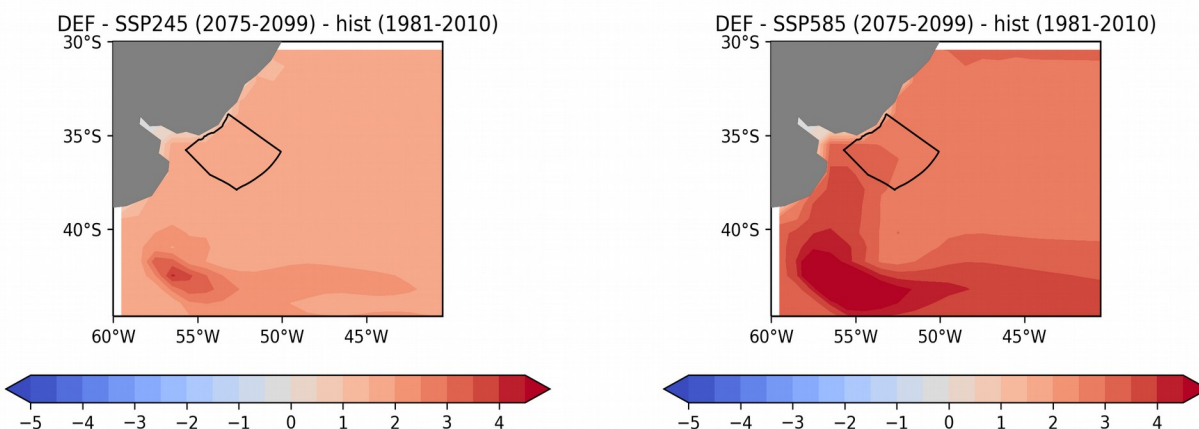 DEF - SSP245 (2075-2099) - hist (1981-2010)
30°S
35°S
40°S
60°W 55°W 50°W 45°W
−5 −4 −3 −2 −1 0 1 2 3 4
DEF - SSP585 (2075-2099) - hist (1981-2010)
30°S
35°S
40°S
60°W 55°W 50°W 45°W
−5 −4 −3 −2 −1 0 1 2 3 4